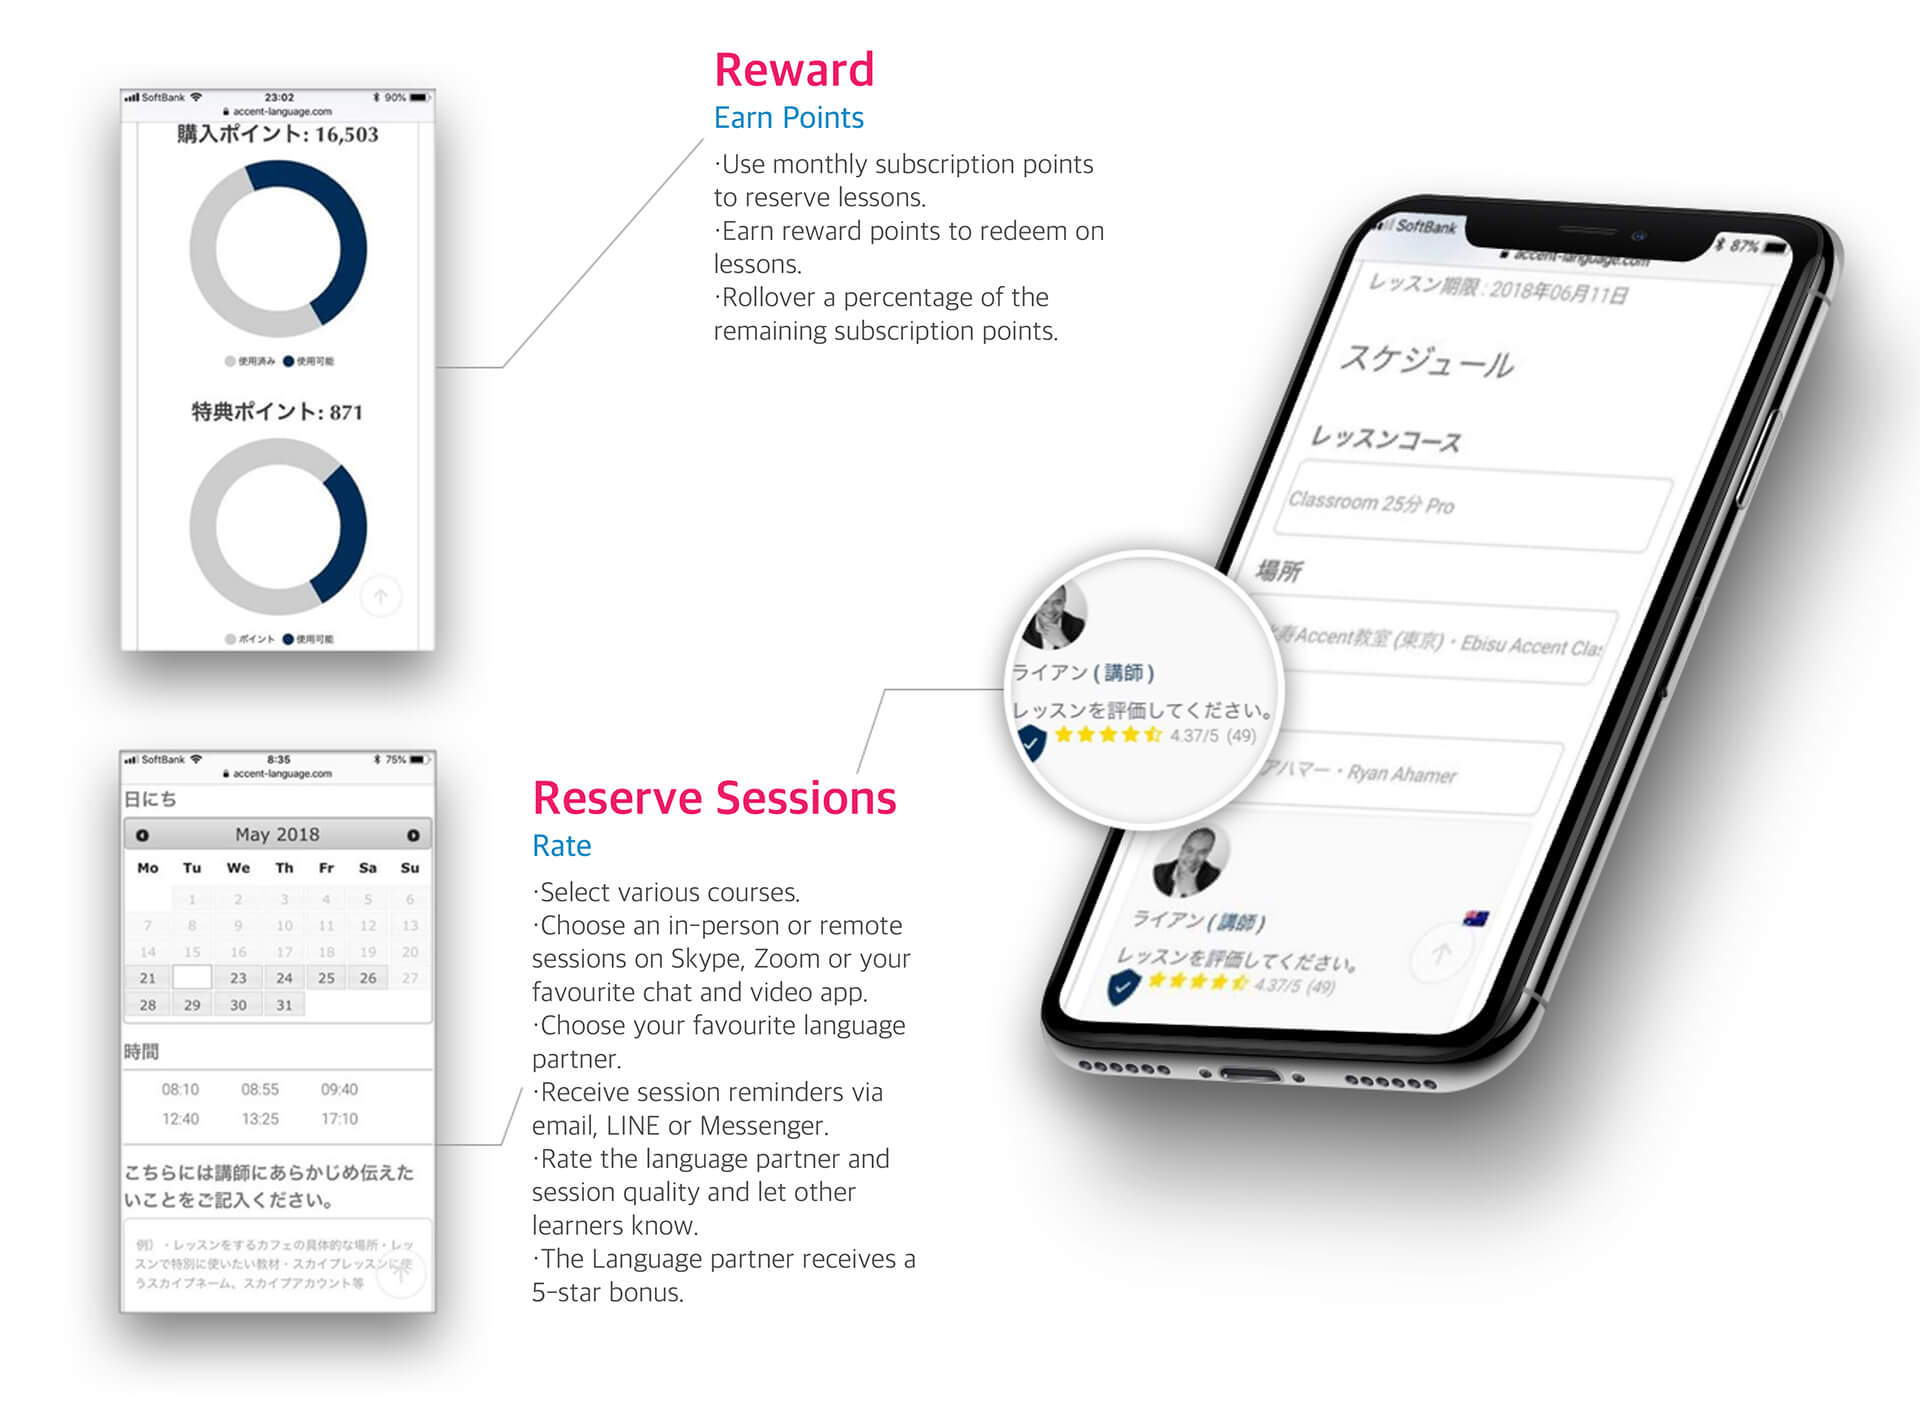 SoftBank 23:02 90%
accent-language.com
購入ポイント: 16,503
使用済み 使用可能
特典ポイント: 871
ポイント 使用可能
Reward
Earn Points
·Use monthly subscription points
to reserve lessons.
·Earn reward points to redeem on
lessons.
·Rollover a percentage of the
remaining subscription points.
SoftBank 87%
accent-language.com
レッスン期限 : 2018年06月11日
スケジュール
レッスンコース
Classroom 25分 Pro
場所
寿Accent教室 (東京)・Ebisu Accent Clas
アハマー・Ryan Ahamer
ライアン ( 講師 )
レッスンを評価してください。
4.37/5 (49)
ライアン ( 講師 )
レッスンを評価してください。
4.37/5 (49)
SoftBank 8:35 75%
accent-language.com
日にち
May 2018
Mo Tu We Th Fr Sa Su
1 2 3 4 5 6
7 8 9 10 11 12 13
14 15 16 17 18 19 20
21 23 24 25 26 27
28 29 30 31
時間
08:10 08:55 09:40
12:40 13:25 17:10
こちらには講師にあらかじめ伝えた
いことをご記入ください。
例）・レッスンをするカフェの具体的な場所・レッ
スンで特別に使いたい教材・スカイプレッスンに使
うスカイプネーム、スカイプアカウント等
Reserve Sessions
Rate
·Select various courses.
·Choose an in-person or remote
sessions on Skype, Zoom or your
favourite chat and video app.
·Choose your favourite language
partner.
·Receive session reminders via
email, LINE or Messenger.
·Rate the language partner and
session quality and let other
learners know.
·The Language partner receives a
5-star bonus.